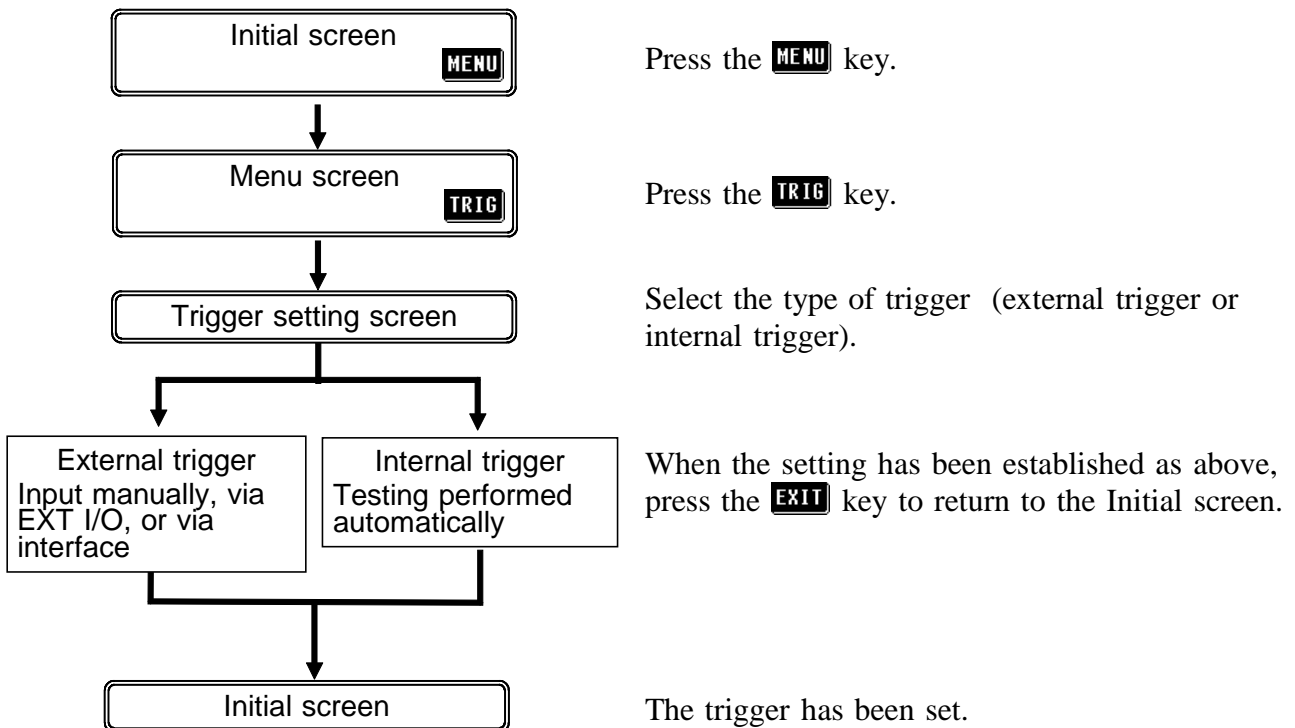 Initial screen
MENU
Press the MENU key.
Menu screen
TRIG
Press the TRIG key.
Trigger setting screen
Select the type of trigger (external trigger or
internal trigger).
External trigger
Input manually, via
EXT I/O, or via
interface
Internal trigger
Testing performed
automatically
When the setting has been established as above,
press the EXIT key to return to the Initial screen.
Initial screen
The trigger has been set.